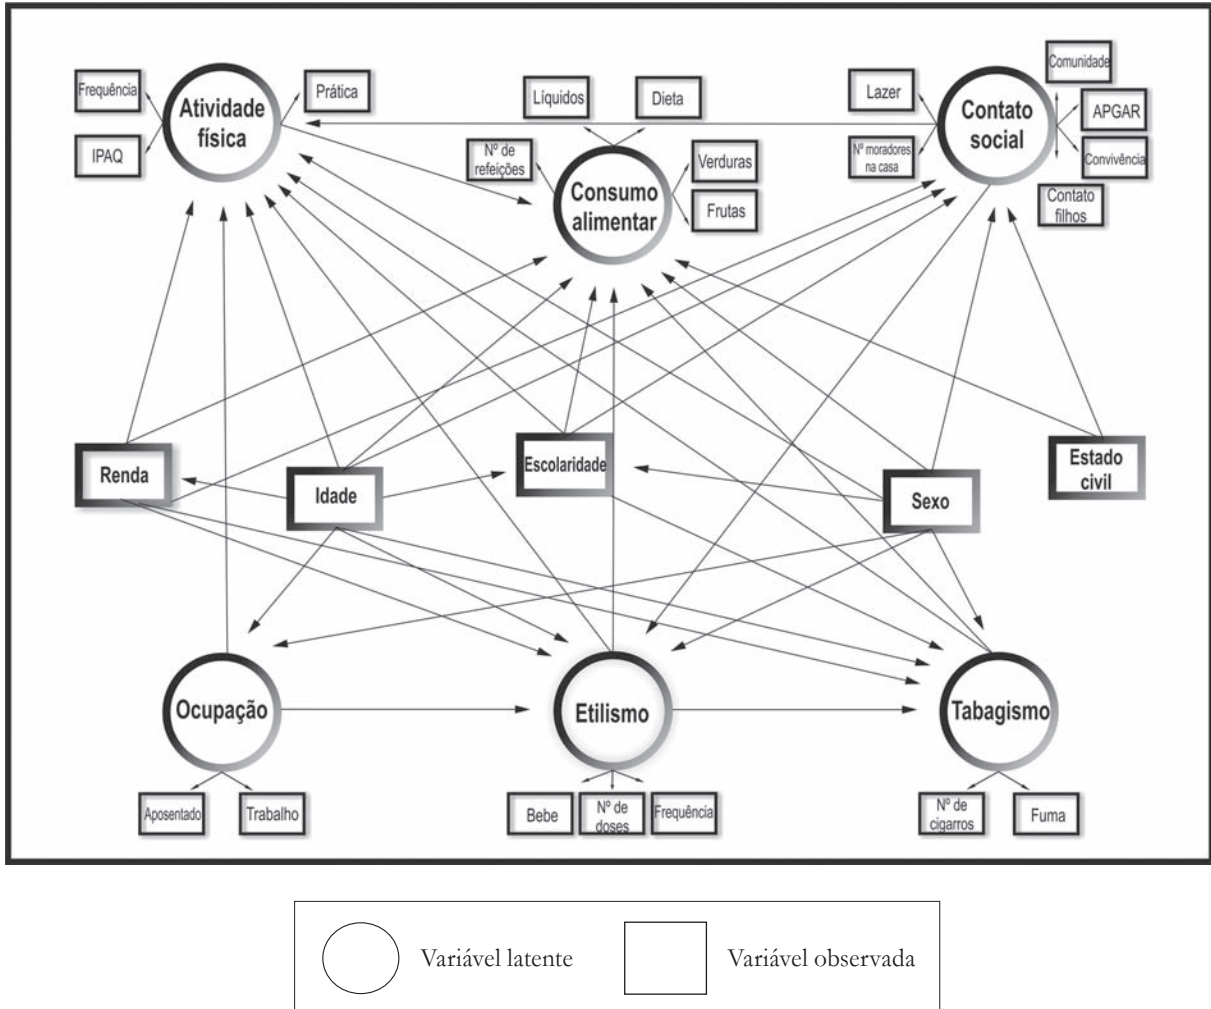 Frequência
IPAQ
Atividade
física
Prática
Líquidos
Dieta
Nº de
refeições
Consumo
alimentar
Verduras
Frutas
Lazer
Nº moradores
na casa
Contato
social
Comunidade
APGAR
Convivência
Contato
filhos
Renda
Idade
Escolaridade
Sexo
Estado
civil
Ocupação
Etilismo
Tabagismo
Aposentado
Trabalho
Bebe
Nº de
doses
Frequência
Nº de
cigarros
Fuma
Variável latente
Variável observada